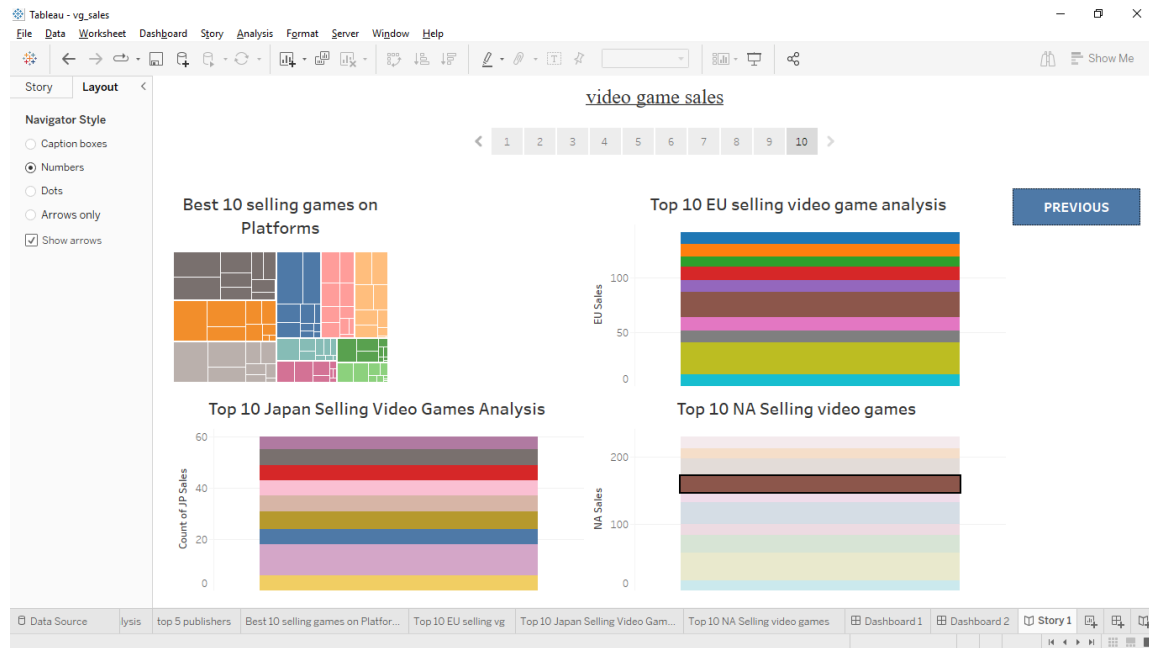 Tableau - vg_sales
File Data Worksheet Dashboard Story Analysis Format Server Window Help
Show Me
Story Layout
video game sales
Navigator Style
Caption boxes
Numbers
Dots
Arrows only
Show arrows
1 2 3 4 5 6 7 8 9 10
Best 10 selling games on
Platforms
Top 10 EU selling video game analysis
PREVIOUS
EU Sales
100
50
0
Top 10 Japan Selling Video Games Analysis
Count of JP Sales
60
40
20
0
Top 10 NA Selling video games
NA Sales
200
100
0
Data Source lysis top 5 publishers Best 10 selling games on Platfor... Top 10 EU selling vg Top 10 Japan Selling Video Gam... Top 10 NA Selling video games Dashboard 1 Dashboard 2 Story 1